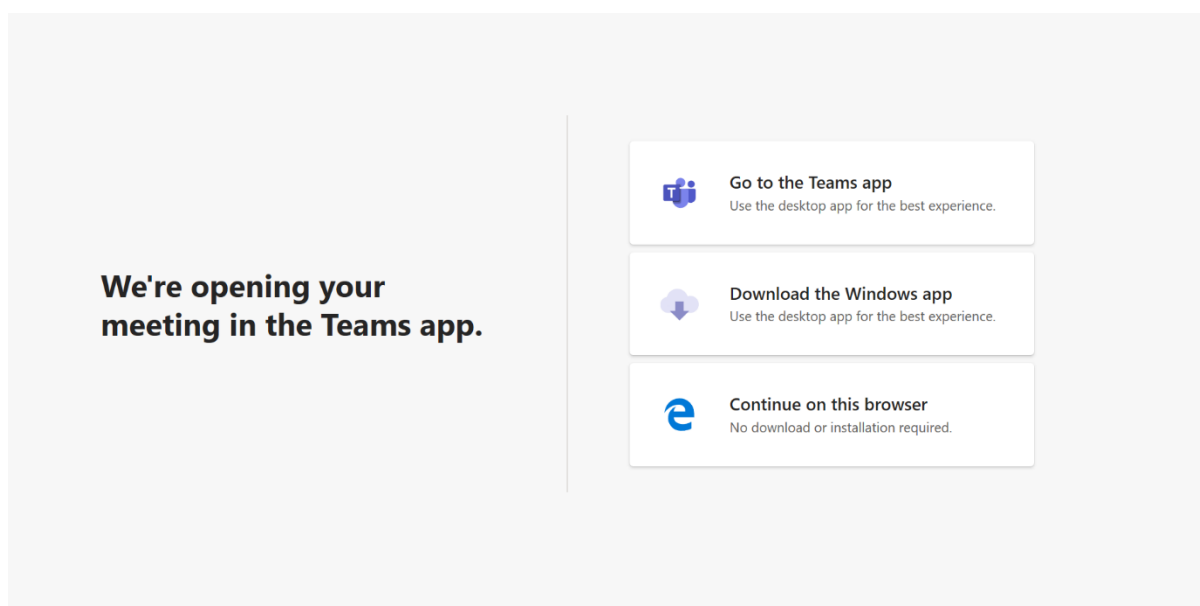 We're opening your
meeting in the Teams app.
Go to the Teams app
Use the desktop app for the best experience.
Download the Windows app
Use the desktop app for the best experience.
Continue on this browser
No download or installation required.